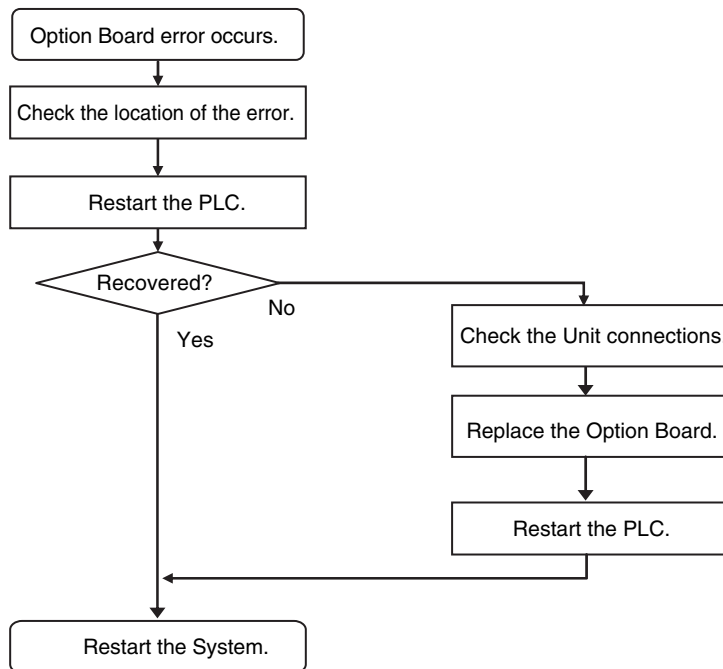 Option Board error occurs.
Check the location of the error.
Restart the PLC.
Recovered?
No
Yes
Check the Unit connections.
Replace the Option Board.
Restart the PLC.
Restart the System.